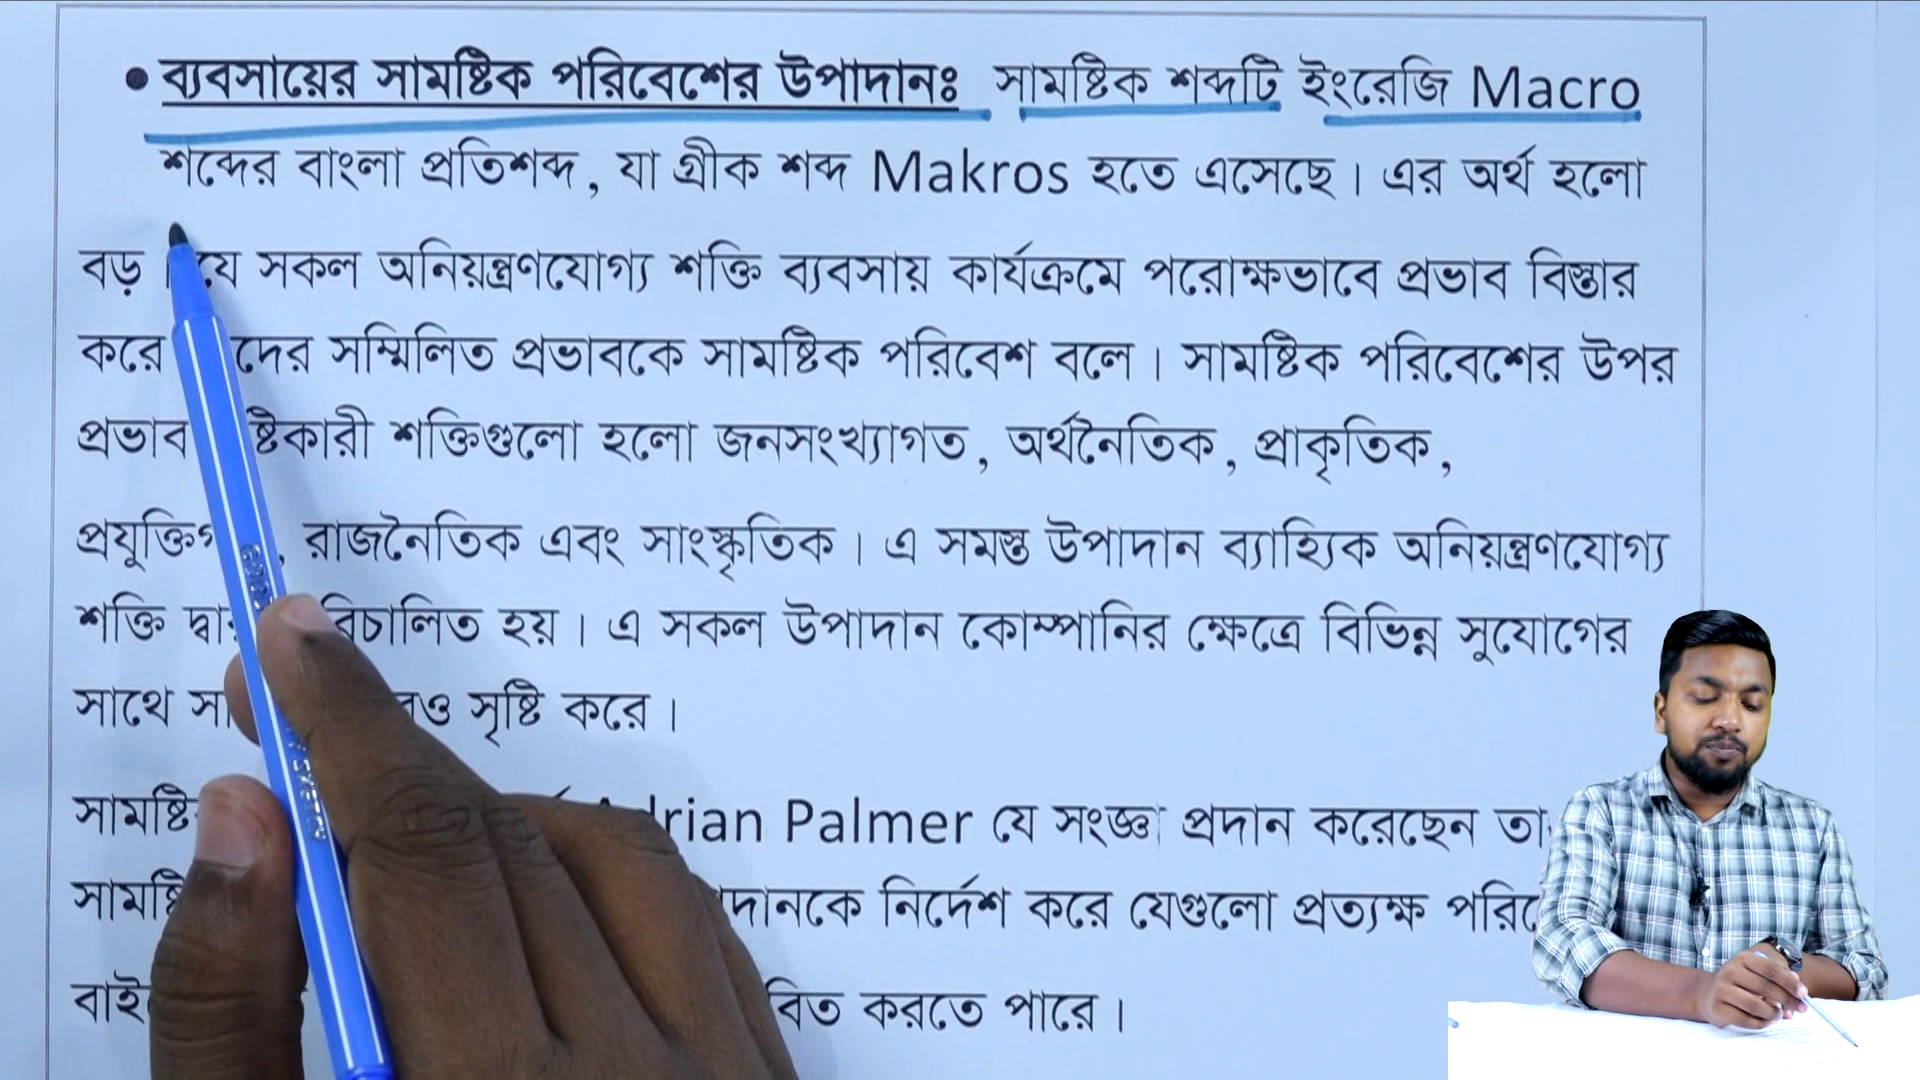 • ব্যবসায়ের সামষ্টিক পরিবেশের উপাদানঃ সামষ্টিক শব্দটি ইংরেজি Macro
শব্দের বাংলা প্রতিশব্দ, যা গ্রীক শব্দ Makros হতে এসেছে। এর অর্থ হলো
বড়। যে সকল অনিয়ন্ত্রণযোগ্য শক্তি ব্যবসায় কার্যক্রমে পরোক্ষভাবে প্রভাব বিস্তার
করে দের সম্মিলিত প্রভাবকে সামষ্টিক পরিবেশ বলে। সামষ্টিক পরিবেশের উপর
প্রভাব ষ্টিকারী শক্তিগুলো হলো জনসংখ্যাগত, অর্থনৈতিক, প্রাকৃতিক,
প্রযুক্তিগ , রাজনৈতিক এবং সাংস্কৃতিক। এ সমস্ত উপাদান ব্যাহ্যিক অনিয়ন্ত্রণযোগ্য
শক্তি দ্বা রিচালিত হয়। এ সকল উপাদান কোম্পানির ক্ষেত্রে বিভিন্ন সুযোগের
সাথে সা রও সৃষ্টি করে।
সামষ্টি drian Palmer যে সংজ্ঞা প্রদান করেছেন তা
সামষ্টি দানকে নির্দেশ করে যেগুলো প্রত্যক্ষ পরিবে
বাই বিত করতে পারে।